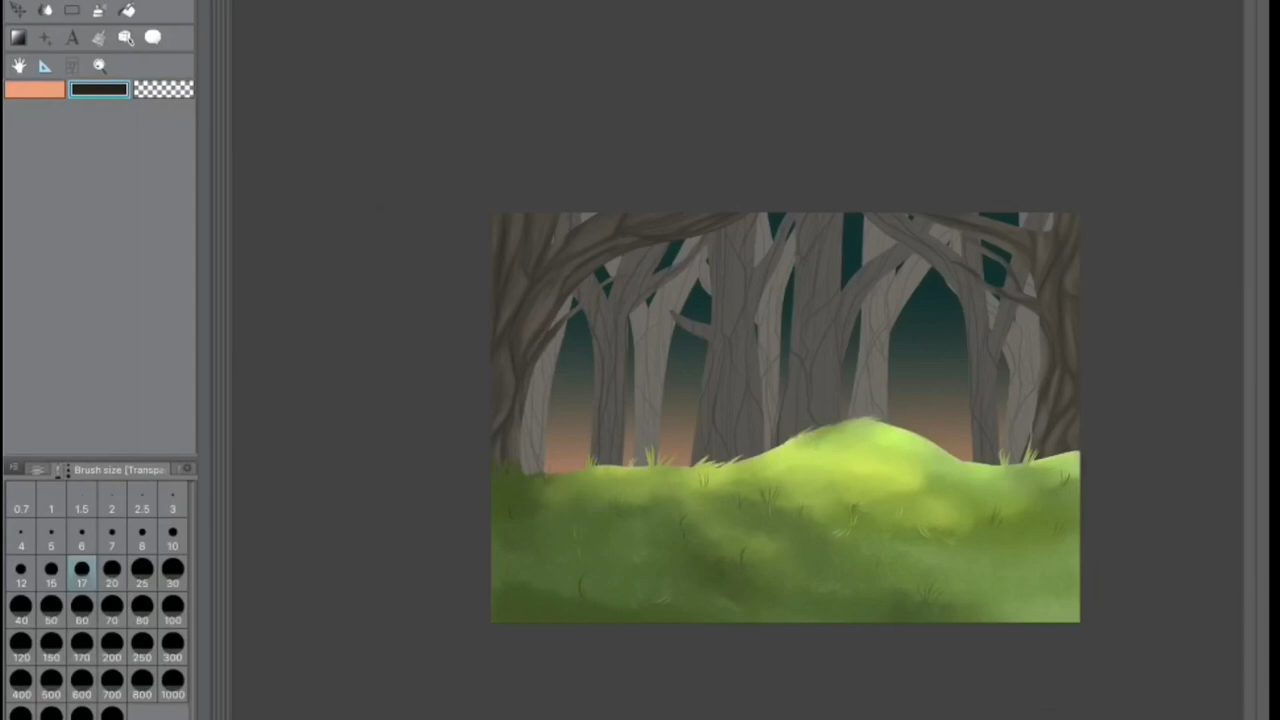 A
Brush size [Transpa
0.7 1 1.5 2 2.5 3
4 5 6 7 8 10
12 15 17 20 25 30
40 50 60 70 80 100
120 150 170 200 250 300
400 500 600 700 800 1000